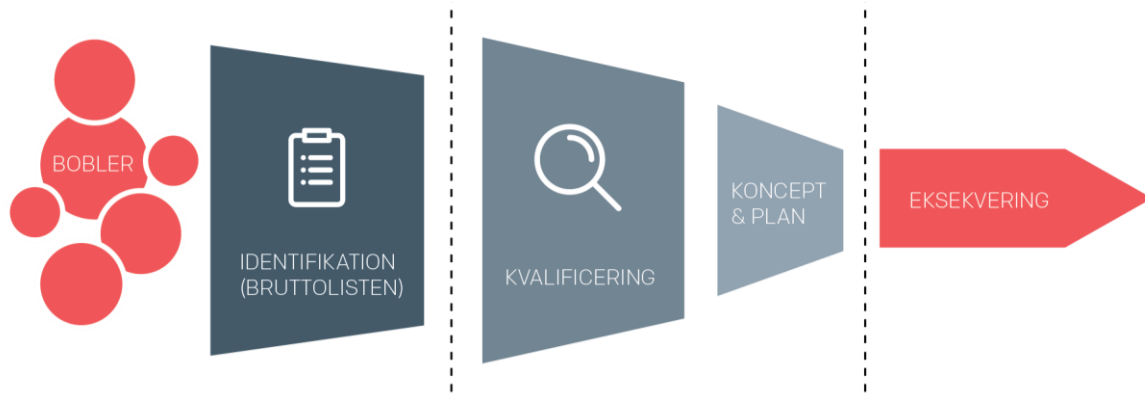 BOBLER
IDENTIFIKATION
(BRUTTOLISTEN)
KVALIFICERING
KONCEPT
& PLAN
EKSEKVERING